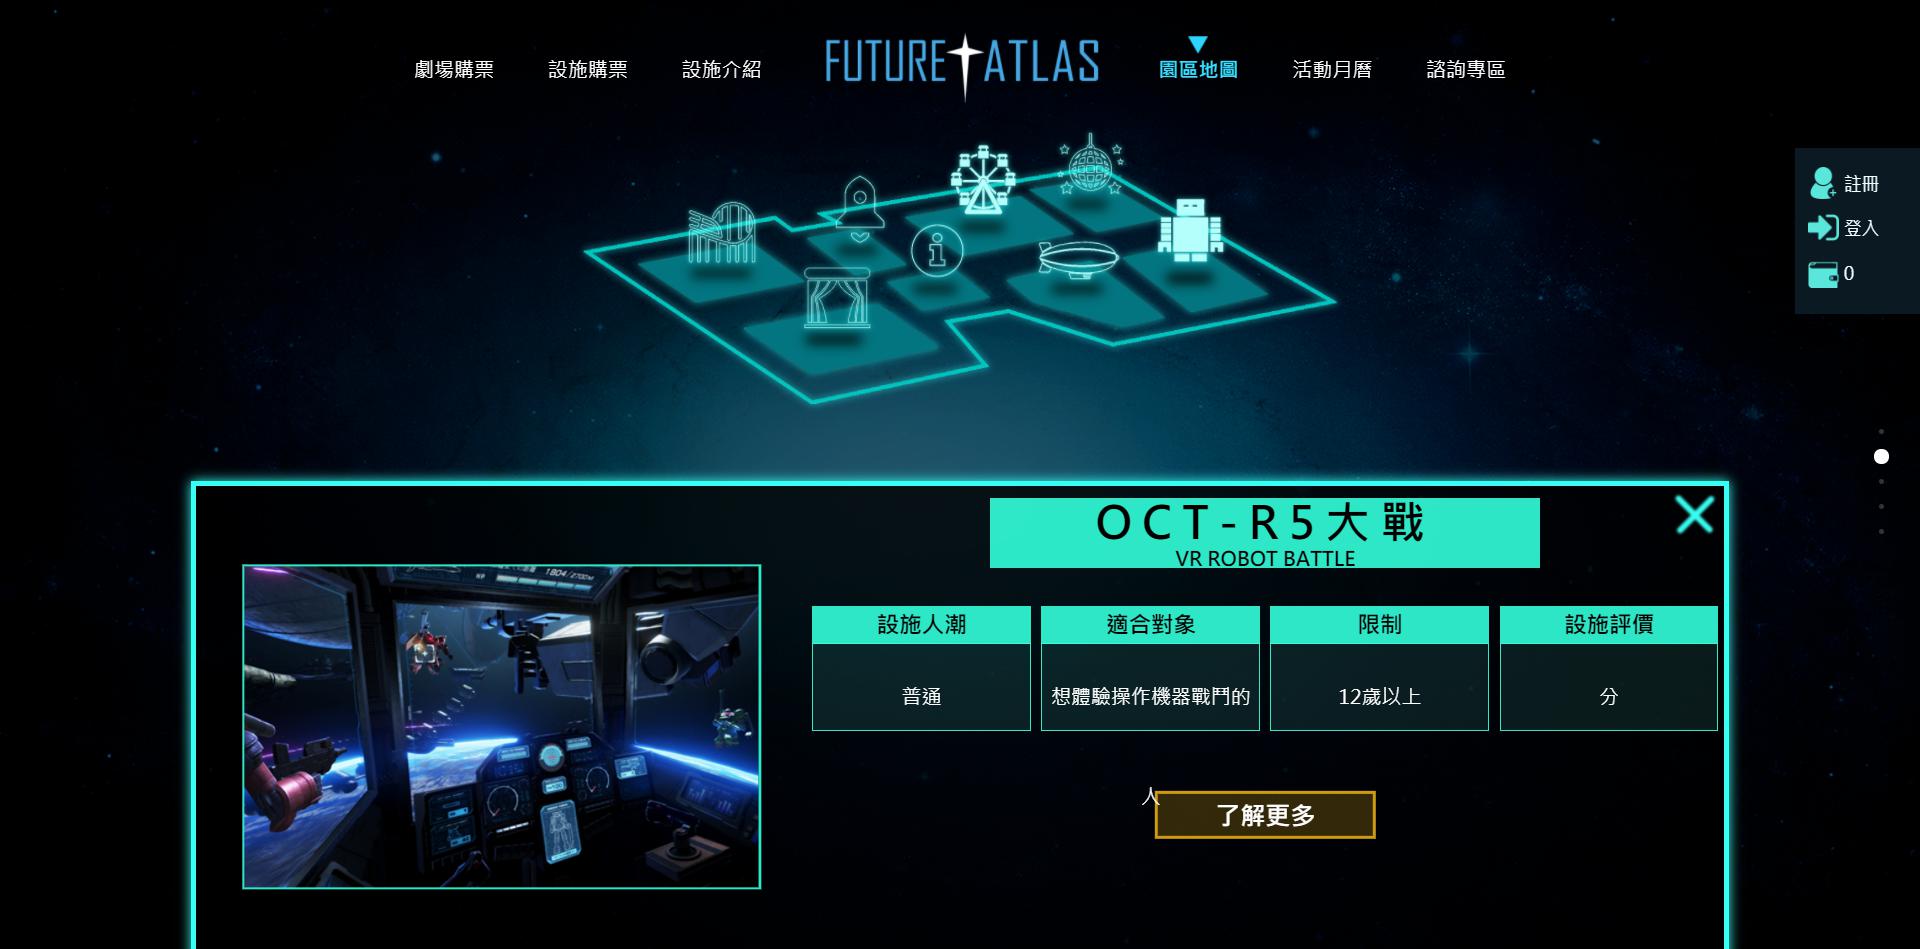 劇場購票 設施購票 設施介紹 FUTURE ATLAS 園區地圖 活動月曆 諮詢專區
註冊
登入
0
OCT-R5大戰
VR ROBOT BATTLE
設施人潮 適合對象 限制 設施評價
普通 想體驗操作機器戰鬥的 12歲以上 分
人
了解更多
HP 1804/2700M